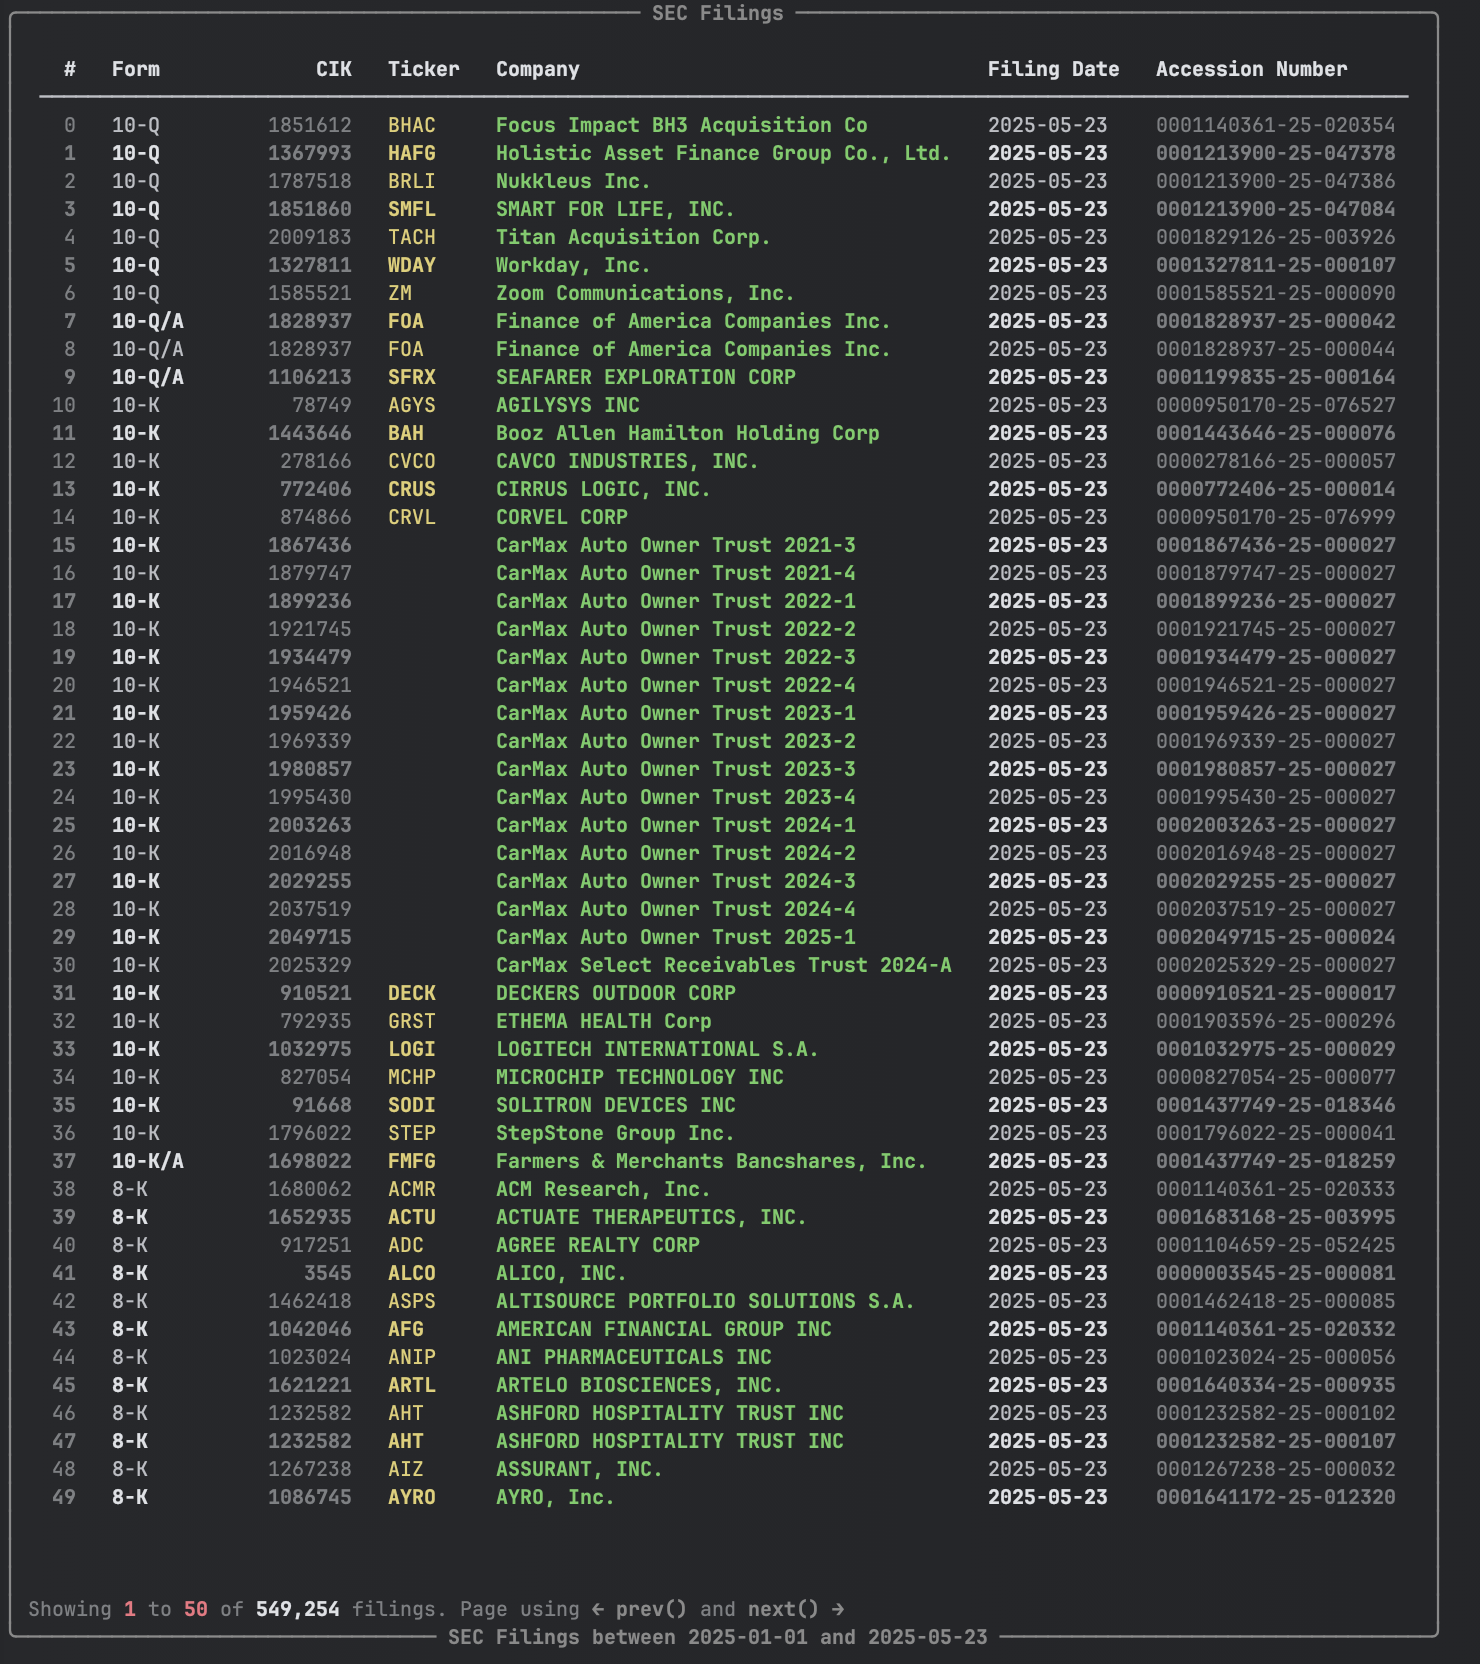 SEC Filings
# Form CIK Ticker Company Filing Date Accession Number
0 10-Q 1851612 BHAC Focus Impact BH3 Acquisition Co 2025-05-23 0001140361-25-020354
1 10-Q 1367993 HAFG Holistic Asset Finance Group Co., Ltd. 2025-05-23 0001213900-25-047378
2 10-Q 1787518 BRLI Nukkleus Inc. 2025-05-23 0001213900-25-047386
3 10-Q 1851860 SMFL SMART FOR LIFE, INC. 2025-05-23 0001213900-25-047084
4 10-Q 2009183 TACH Titan Acquisition Corp. 2025-05-23 0001829126-25-003926
5 10-Q 1327811 WDAY Workday, Inc. 2025-05-23 0001327811-25-000107
6 10-Q 1585521 ZM Zoom Communications, Inc. 2025-05-23 0001585521-25-000090
7 10-Q/A 1828937 FOA Finance of America Companies Inc. 2025-05-23 0001828937-25-000042
8 10-Q/A 1828937 FOA Finance of America Companies Inc. 2025-05-23 0001828937-25-000044
9 10-Q/A 1106213 SFRX SEAFARER EXPLORATION CORP 2025-05-23 0001199835-25-000164
10 10-K 78749 AGYS AGILYSYS INC 2025-05-23 0000950170-25-076527
11 10-K 1443646 BAH Booz Allen Hamilton Holding Corp 2025-05-23 0001443646-25-000076
12 10-K 278166 CVCO CAVCO INDUSTRIES, INC. 2025-05-23 0000278166-25-000057
13 10-K 772406 CRUS CIRRUS LOGIC, INC. 2025-05-23 0000772406-25-000014
14 10-K 874866 CRVL CORVEL CORP 2025-05-23 0000950170-25-076999
15 10-K 1867436 CarMax Auto Owner Trust 2021-3 2025-05-23 0001867436-25-000027
16 10-K 1879747 CarMax Auto Owner Trust 2021-4 2025-05-23 0001879747-25-000027
17 10-K 1899236 CarMax Auto Owner Trust 2022-1 2025-05-23 0001899236-25-000027
18 10-K 1921745 CarMax Auto Owner Trust 2022-2 2025-05-23 0001921745-25-000027
19 10-K 1934479 CarMax Auto Owner Trust 2022-3 2025-05-23 0001934479-25-000027
20 10-K 1946521 CarMax Auto Owner Trust 2022-4 2025-05-23 0001946521-25-000027
21 10-K 1959426 CarMax Auto Owner Trust 2023-1 2025-05-23 0001959426-25-000027
22 10-K 1969339 CarMax Auto Owner Trust 2023-2 2025-05-23 0001969339-25-000027
23 10-K 1980857 CarMax Auto Owner Trust 2023-3 2025-05-23 0001980857-25-000027
24 10-K 1995430 CarMax Auto Owner Trust 2023-4 2025-05-23 0001995430-25-000027
25 10-K 2003263 CarMax Auto Owner Trust 2024-1 2025-05-23 0002003263-25-000027
26 10-K 2016948 CarMax Auto Owner Trust 2024-2 2025-05-23 0002016948-25-000027
27 10-K 2029255 CarMax Auto Owner Trust 2024-3 2025-05-23 0002029255-25-000027
28 10-K 2037519 CarMax Auto Owner Trust 2024-4 2025-05-23 0002037519-25-000027
29 10-K 2049715 CarMax Auto Owner Trust 2025-1 2025-05-23 0002049715-25-000024
30 10-K 2025329 CarMax Select Receivables Trust 2024-A 2025-05-23 0002025329-25-000027
31 10-K 910521 DECK DECKERS OUTDOOR CORP 2025-05-23 0000910521-25-000017
32 10-K 792935 GRST ETHEMA HEALTH Corp 2025-05-23 0001903596-25-000296
33 10-K 1032975 LOGI LOGITECH INTERNATIONAL S.A. 2025-05-23 0001032975-25-000029
34 10-K 827054 MCHP MICROCHIP TECHNOLOGY INC 2025-05-23 0000827054-25-000077
35 10-K 91668 SODI SOLITRON DEVICES INC 2025-05-23 0001437749-25-018346
36 10-K 1796022 STEP StepStone Group Inc. 2025-05-23 0001796022-25-000041
37 10-K/A 1698022 FMFG Farmers & Merchants Bancshares, Inc. 2025-05-23 0001437749-25-018259
38 8-K 1680062 ACMR ACM Research, Inc. 2025-05-23 0001140361-25-020333
39 8-K 1652935 ACTU ACTUATE THERAPEUTICS, INC. 2025-05-23 0001683168-25-003995
40 8-K 917251 ADC AGREE REALTY CORP 2025-05-23 0001104659-25-052425
41 8-K 3545 ALCO ALICO, INC. 2025-05-23 0000003545-25-000081
42 8-K 1462418 ASPS ALTISOURCE PORTFOLIO SOLUTIONS S.A. 2025-05-23 0001462418-25-000085
43 8-K 1042046 AFG AMERICAN FINANCIAL GROUP INC 2025-05-23 0001140361-25-020332
44 8-K 1023024 ANIP ANI PHARMACEUTICALS INC 2025-05-23 0001023024-25-000056
45 8-K 1621221 ARTL ARTELO BIOSCIENCES, INC. 2025-05-23 0001640334-25-000935
46 8-K 1232582 AHT ASHFORD HOSPITALITY TRUST INC 2025-05-23 0001232582-25-000102
47 8-K 1232582 AHT ASHFORD HOSPITALITY TRUST INC 2025-05-23 0001232582-25-000107
48 8-K 1267238 AIZ ASSURANT, INC. 2025-05-23 0001267238-25-000032
49 8-K 1086745 AYRO AYRO, Inc. 2025-05-23 0001641172-25-012320
Showing 1 to 50 of 549,254 filings. Page using ← prev() and next() →
SEC Filings between 2025-01-01 and 2025-05-23